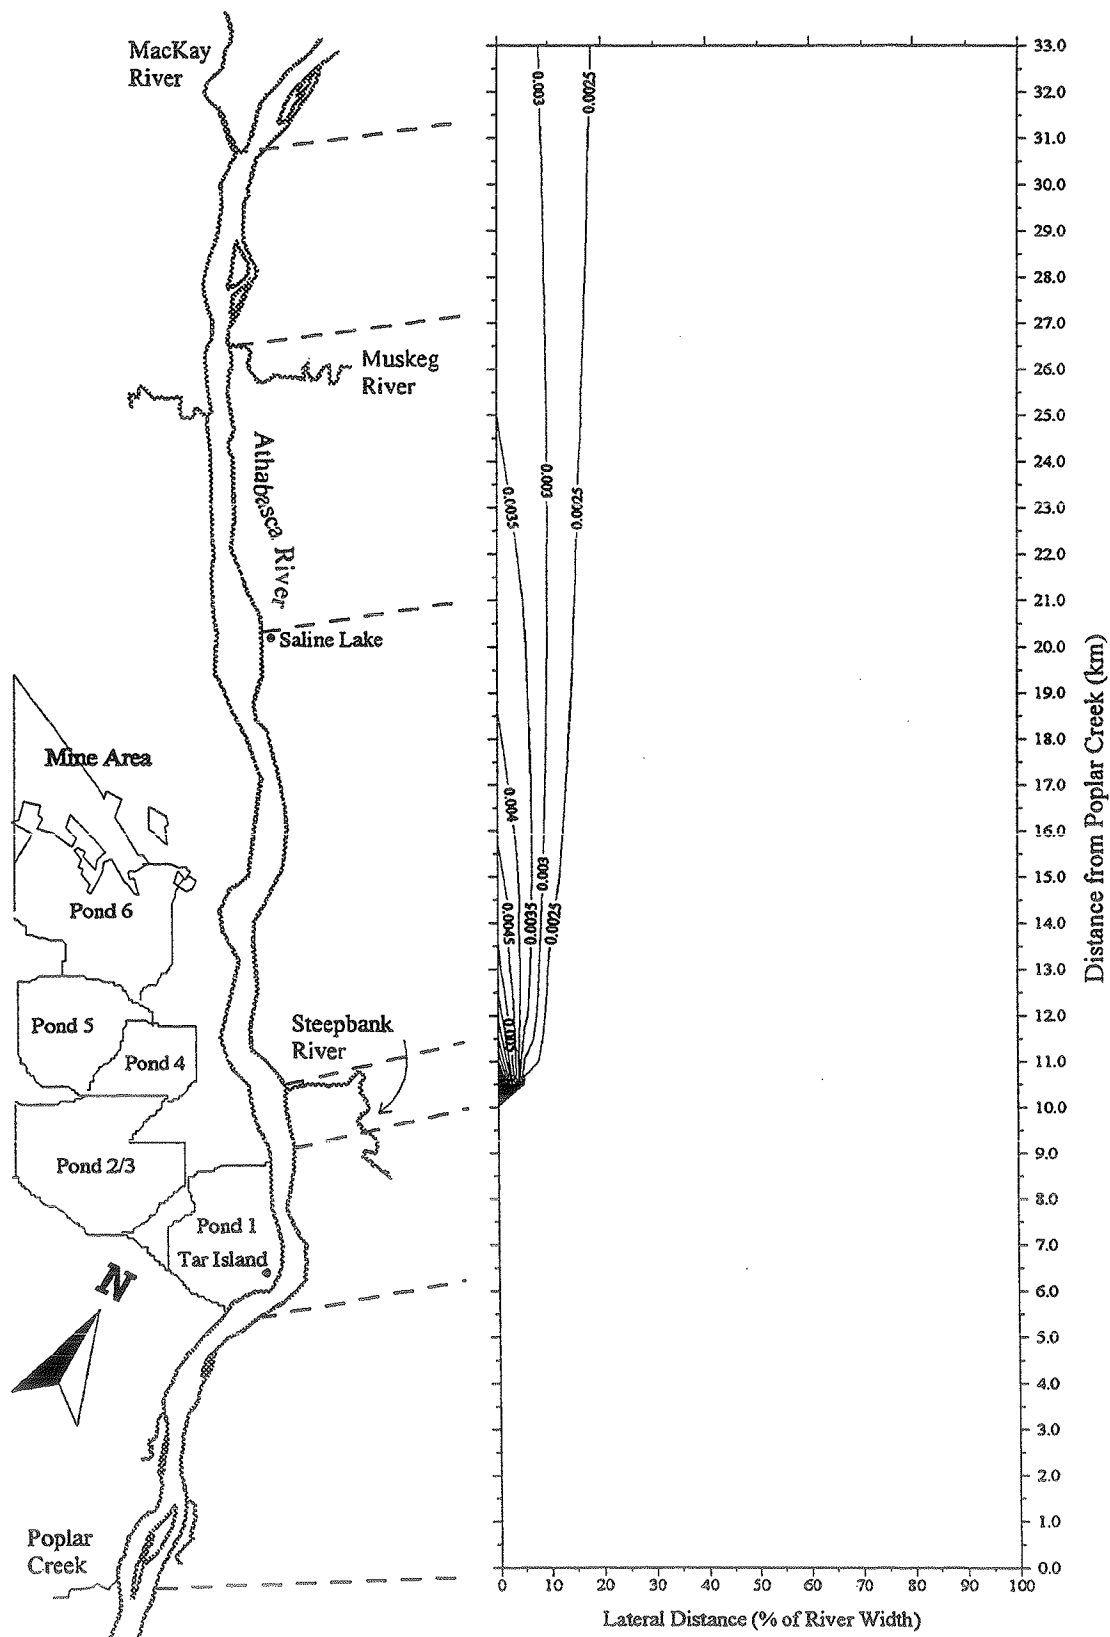 MacKay
River
Muskeg
River
Athabasca River
Saline Lake
Mine Area
Pond 6
Pond 5
Pond 4
Steepbank
River
Pond 2/3
Pond 1
Tar Island
N
Poplar
Creek
0.003
0.0025
0.003
0.0025
0.0035
0.004
0.003
0.0025
0.0035
0.0045
0.005
33.0
32.0
31.0
30.0
29.0
28.0
27.0
26.0
25.0
24.0
23.0
22.0
21.0
20.0
19.0
18.0
17.0
16.0
15.0
14.0
13.0
12.0
11.0
10.0
9.0
8.0
7.0
6.0
5.0
4.0
3.0
2.0
1.0
0.0
Distance from Poplar Creek (km)
0 10 20 30 40 50 60 70 80 90 100
Lateral Distance (% of River Width)